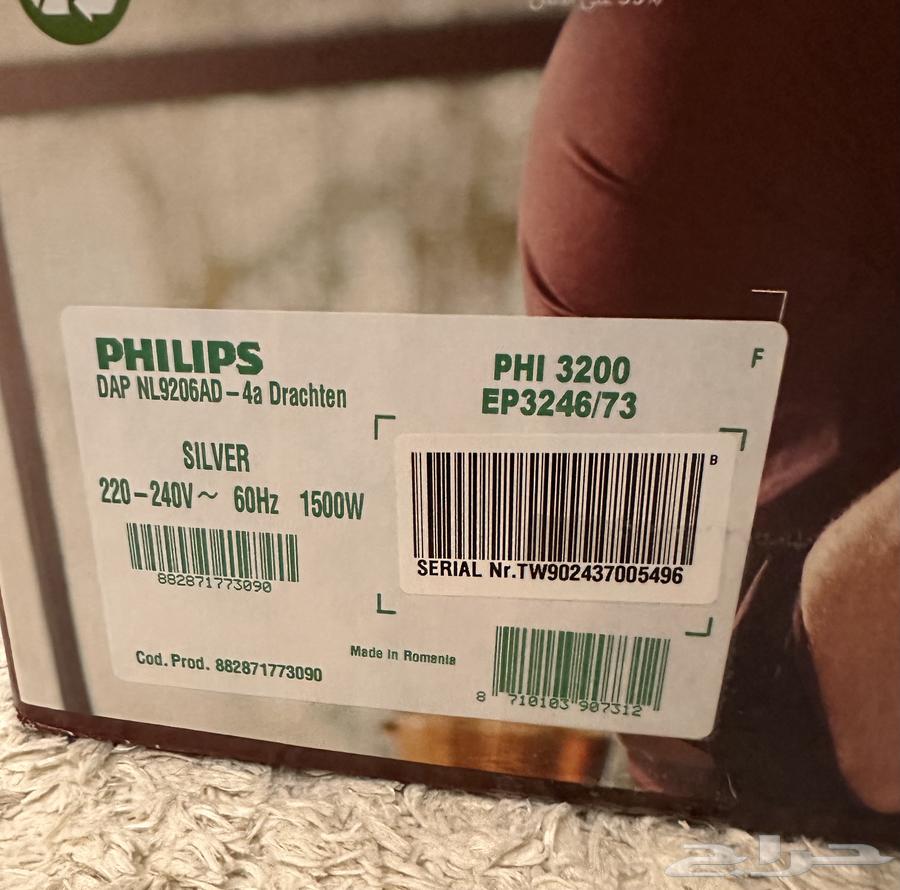 PHILIPS
DAP NL9206AD–4a Drachten
PHI 3200
EP3246/73
F
SILVER
220–240V~ 60Hz 1500W
B
SERIAL Nr.TW902437005496
882871773090
Made in Romania
Cod. Prod. 882871773090
8 710103 907312
حراج